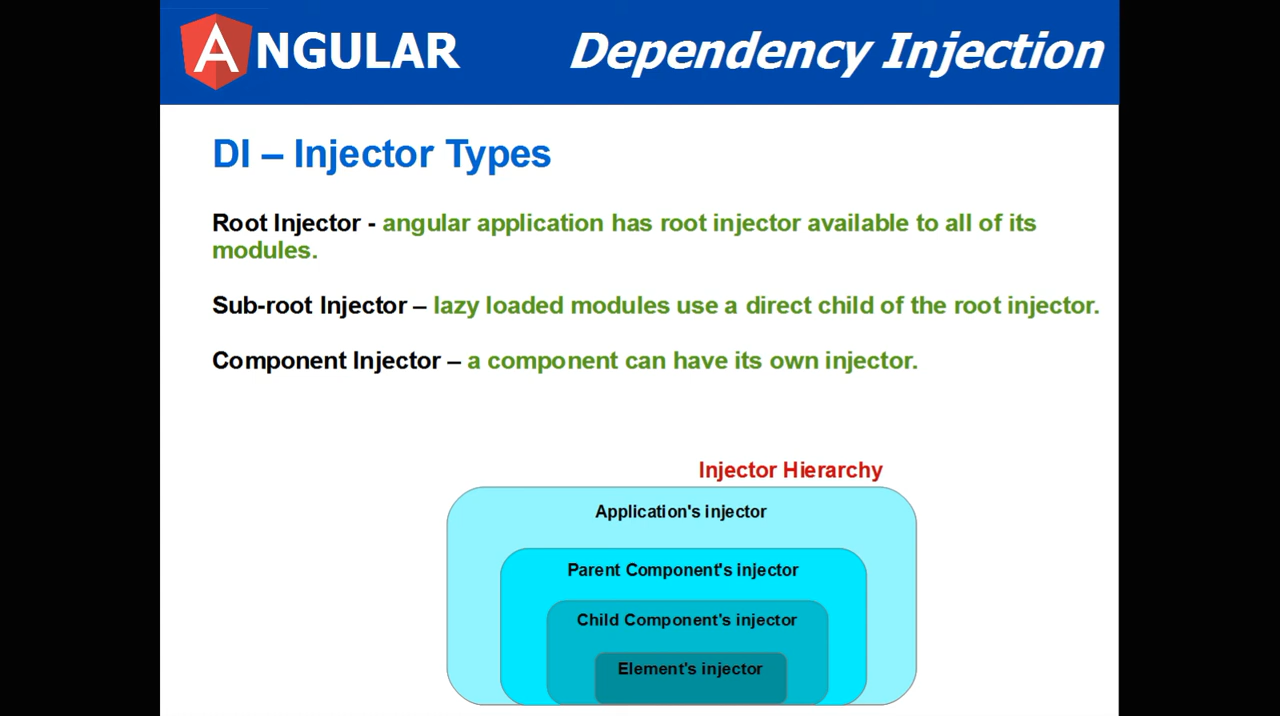 ANGULAR Dependency Injection
DI – Injector Types
Root Injector - angular application has root injector available to all of its
modules.
Sub-root Injector – lazy loaded modules use a direct child of the root injector.
Component Injector – a component can have its own injector.
Injector Hierarchy
Application's injector
Parent Component's injector
Child Component's injector
Element's injector